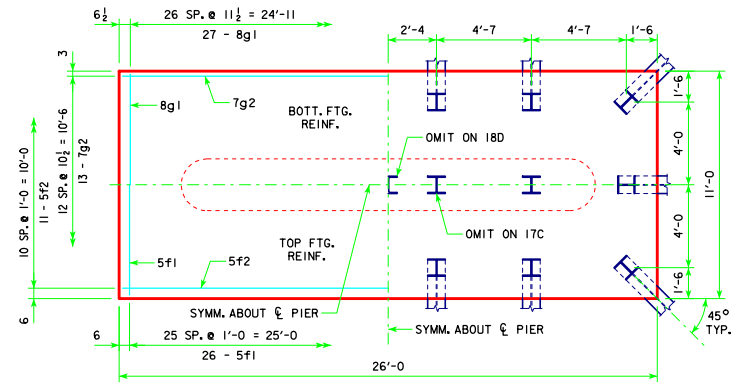 6½
26 SP. @ 11½ = 24'-11
27 - 8g1
2'-4
4'-7
4'-7
1'-6
3
8g1
7g2
BOTT. FTG.
REINF.
OMIT ON 18D
1'-6
4'-0
10 SP. @ 1'-0 = 10'-0
11 - 5f2
12 SP. @ 10½ = 10'-6
13 - 7g2
11'-0
OMIT ON 17C
4'-0
TOP FTG.
REINF.
5f1
5f2
1'-6
6
SYMM. ABOUT ℄ PIER
SYMM. ABOUT ℄ PIER
45°
TYP.
6
25 SP. @ 1'-0 = 25'-0
26 - 5f1
26'-0